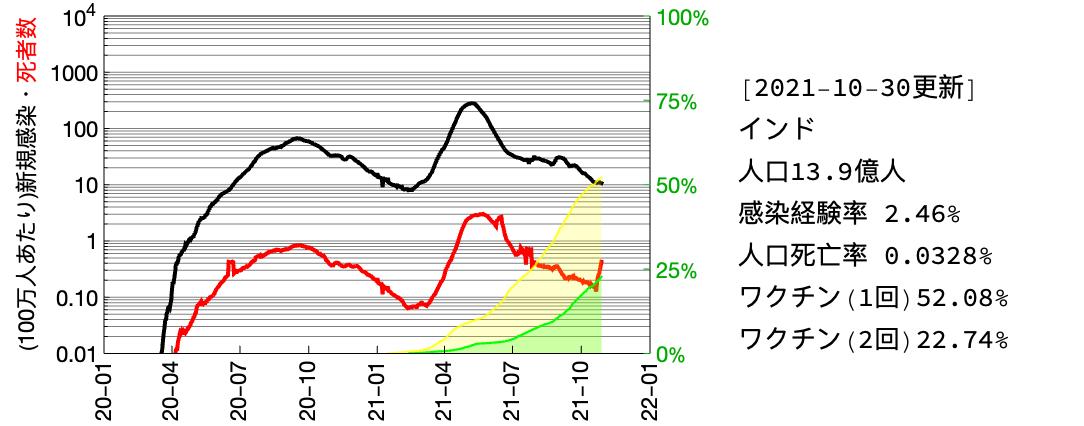 (100万人あたり)新規感染・死者数
10^4
1000
100
10
1
0.10
0.01
100%
75%
50%
25%
0%
20-01
20-04
20-07
20-10
21-01
21-04
21-07
21-10
22-01
[2021-10-30更新]
インド
人口13.9億人
感染経験率 2.46%
人口死亡率 0.0328%
ワクチン(1回)52.08%
ワクチン(2回)22.74%